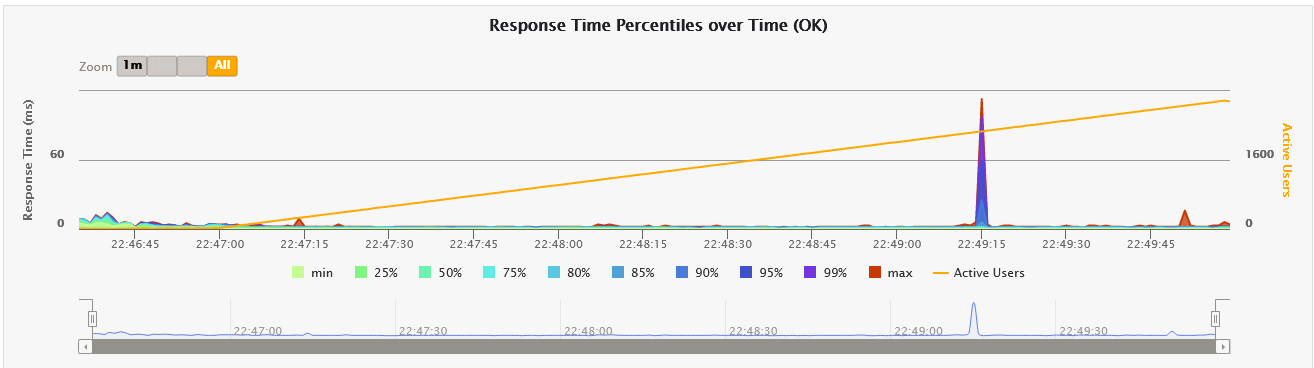 Response Time Percentiles over Time (OK)
Zoom 1m All
Response Time (ms)
60
0
Active Users
1600
0
22:46:45 22:47:00 22:47:15 22:47:30 22:47:45 22:48:00 22:48:15 22:48:30 22:48:45 22:49:00 22:49:15 22:49:30 22:49:45
min 25% 50% 75% 80% 85% 90% 95% 99% max Active Users
22:47:00 22:47:30 22:48:00 22:48:30 22:49:00 22:49:30